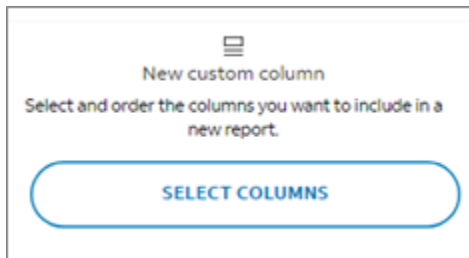 New custom column
Select and order the columns you want to include in a
new report.
SELECT COLUMNS